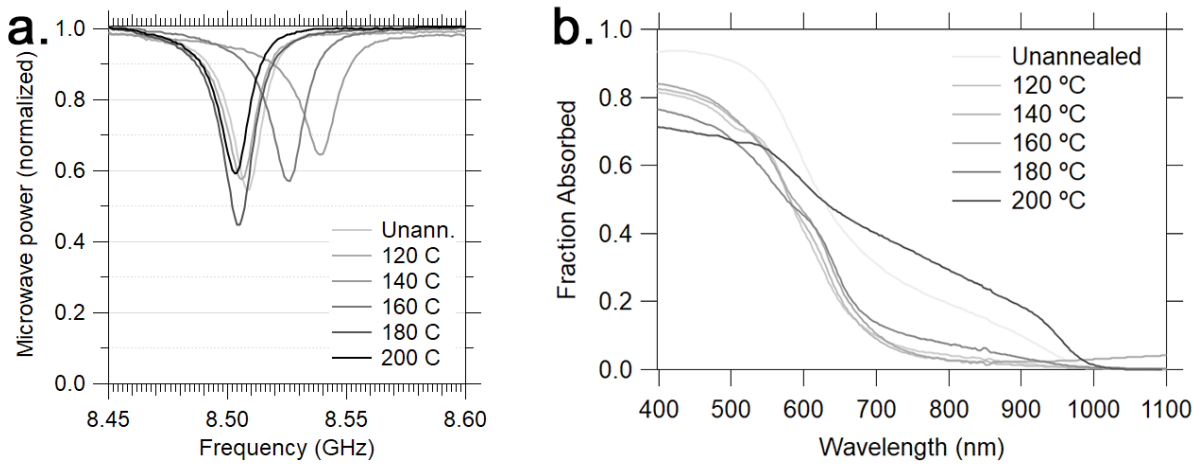 a.
Microwave power (normalized)
1.0
0.8
0.6
0.4
0.2
0.0
Unann.
120 C
140 C
160 C
180 C
200 C
8.45
8.50
8.55
8.60
Frequency (GHz)
b.
Fraction Absorbed
1.0
0.8
0.6
0.4
0.2
0.0
Unannealed
120 ºC
140 ºC
160 ºC
180 ºC
200 ºC
400
500
600
700
800
900
1000
1100
Wavelength (nm)